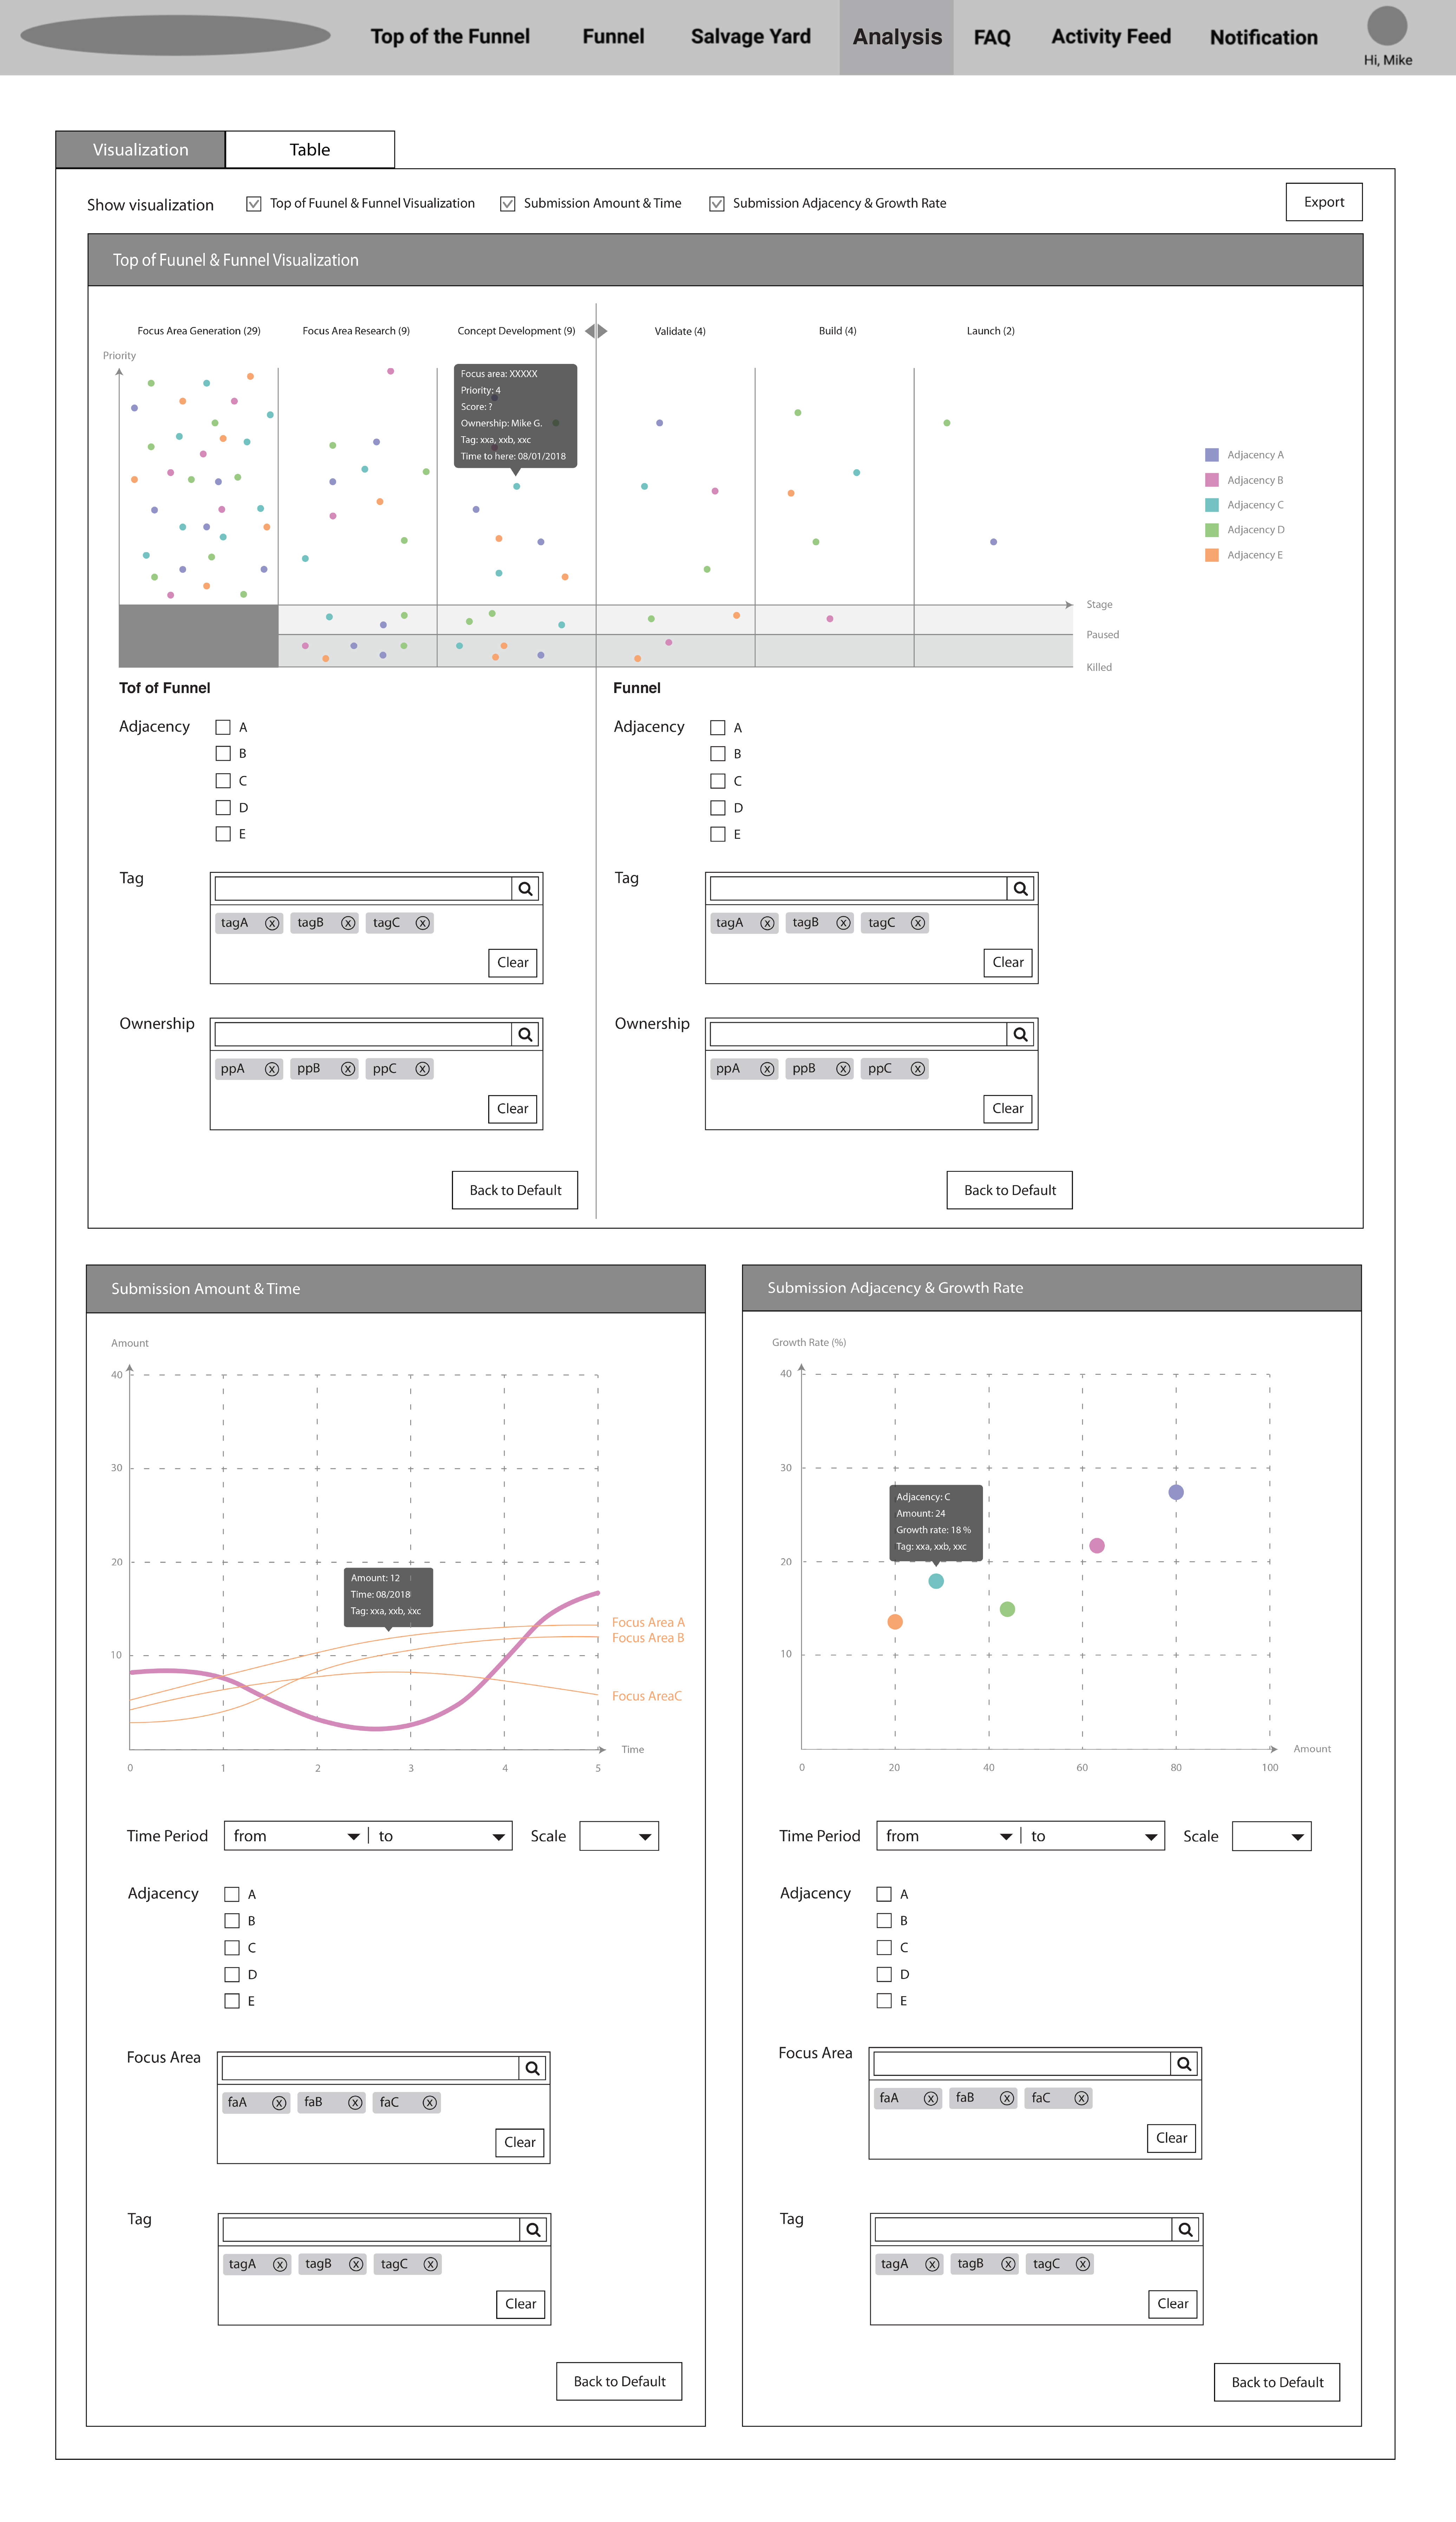 Top of the Funnel Funnel Salvage Yard Analysis FAQ Activity Feed Notification
Hi, Mike
Visualization Table
Show visualization Top of Fuunel & Funnel Visualization Submission Amount & Time Submission Adjacency & Growth Rate Export
Top of Fuunel & Funnel Visualization
Focus Area Generation (29) Focus Area Research (9) Concept Development (9) Validate (4) Build (4) Launch (2)
Priority
Focus area: XXXXX
Priority: 4
Score: ?
Ownership: Mike G.
Tag: xxa, xxb, xxc
Time to here: 08/01/2018
Adjacency A
Adjacency B
Adjacency C
Adjacency D
Adjacency E
Stage
Paused
Killed
Tof of Funnel
Adjacency A
B
C
D
E
Tag
tagA x tagB x tagC x
Clear
Ownership
ppA x ppB x ppC x
Clear
Back to Default
Funnel
Adjacency A
B
C
D
E
Tag
tagA x tagB x tagC x
Clear
Ownership
ppA x ppB x ppC x
Clear
Back to Default
Submission Amount & Time
Amount
40
30
20
10
Amount: 12
Time: 08/2018
Tag: xxa, xxb, xxc
Focus Area A
Focus Area B
Focus AreaC
Time
0 1 2 3 4 5
Time Period from to Scale
Adjacency A
B
C
D
E
Focus Area
faA x faB x faC x
Clear
Tag
tagA x tagB x tagC x
Clear
Back to Default
Submission Adjacency & Growth Rate
Growth Rate (%)
40
30
20
10
Adjacency: C
Amount: 24
Growth rate: 18 %
Tag: xxa, xxb, xxc
Amount
0 20 40 60 80 100
Time Period from to Scale
Adjacency A
B
C
D
E
Focus Area
faA x faB x faC x
Clear
Tag
tagA x tagB x tagC x
Clear
Back to Default